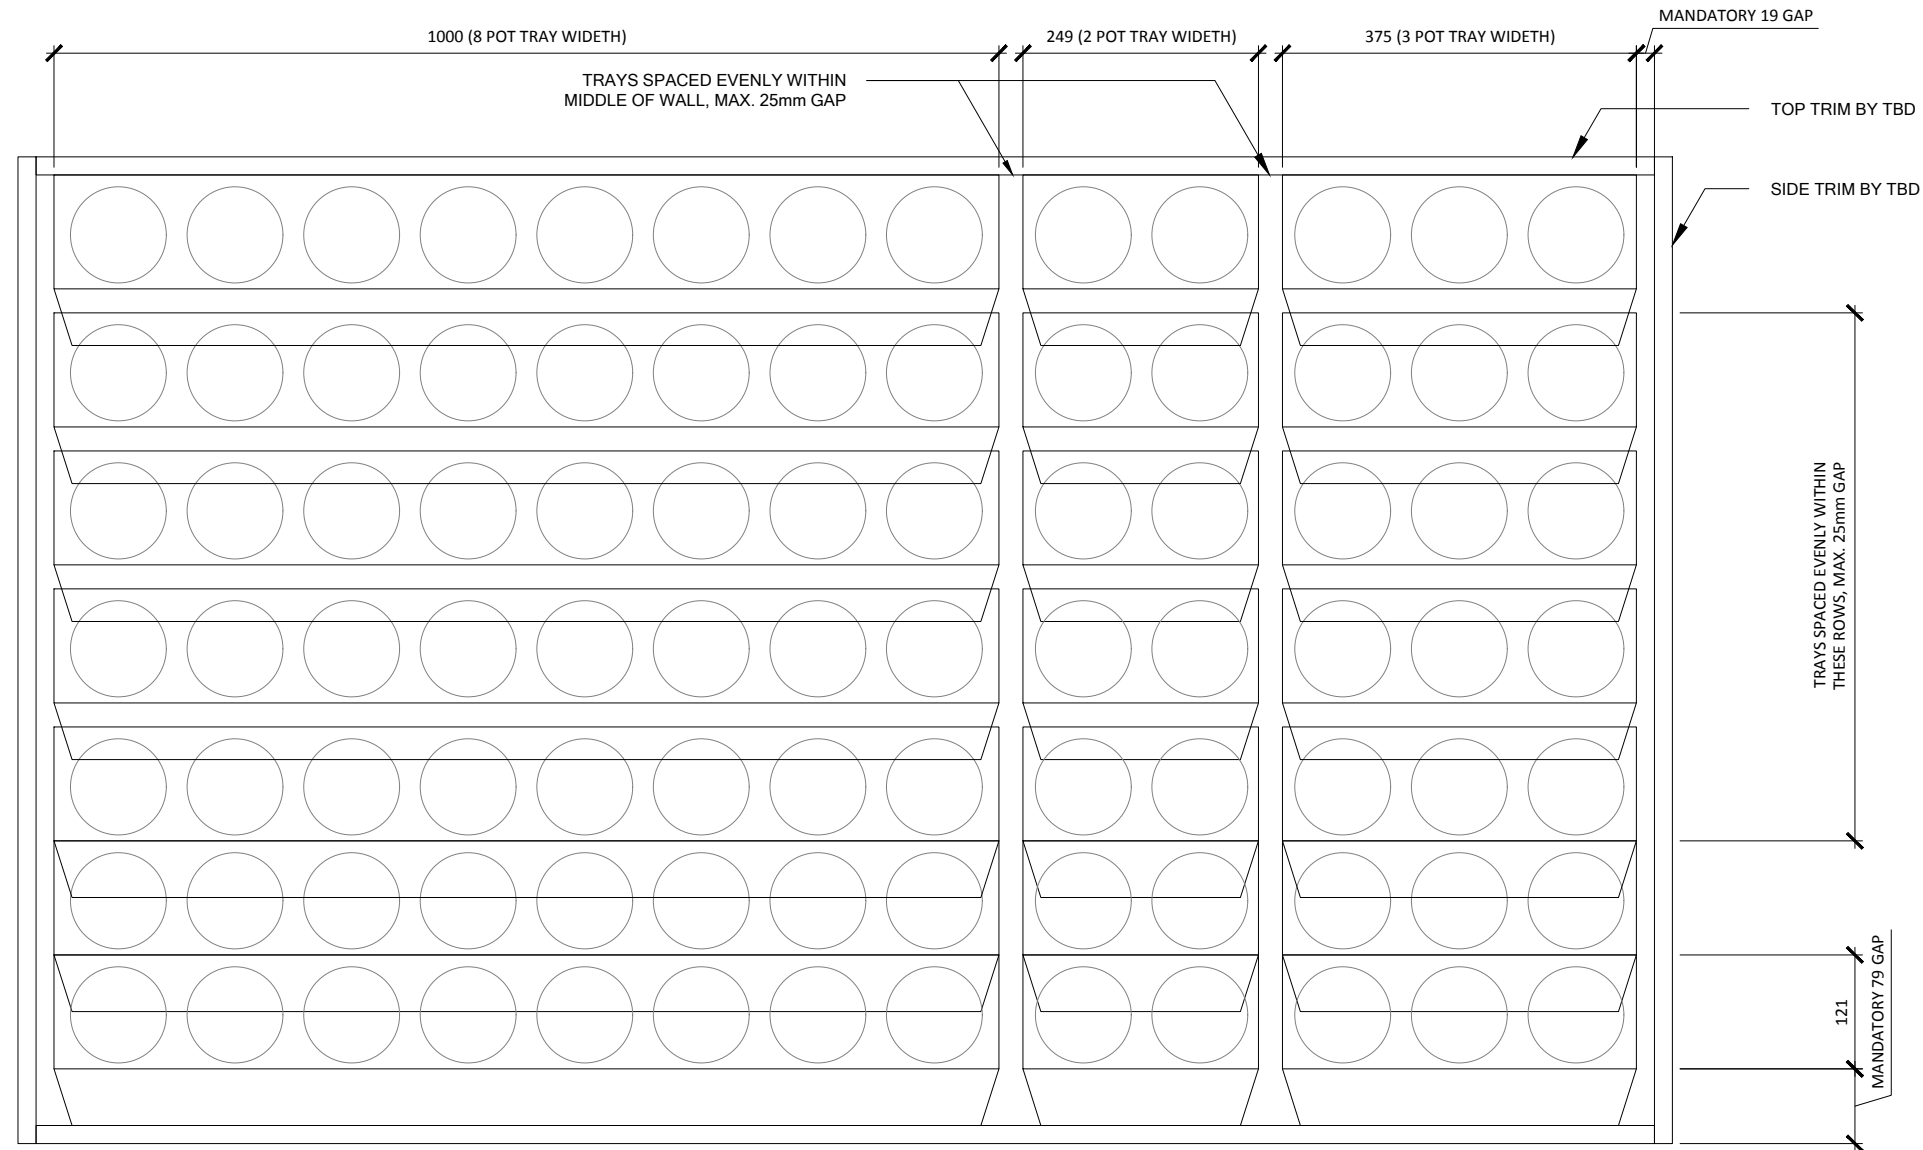 MANDATORY 19 GAP
1000 (8 POT TRAY WIDETH)
249 (2 POT TRAY WIDETH)
375 (3 POT TRAY WIDETH)
TRAYS SPACED EVENLY WITHIN
MIDDLE OF WALL, MAX. 25mm GAP
TOP TRIM BY TBD
SIDE TRIM BY TBD
TRAYS SPACED EVENLY WITHIN
THESE ROWS, MAX. 25mm GAP
121
MANDATORY 79 GAP